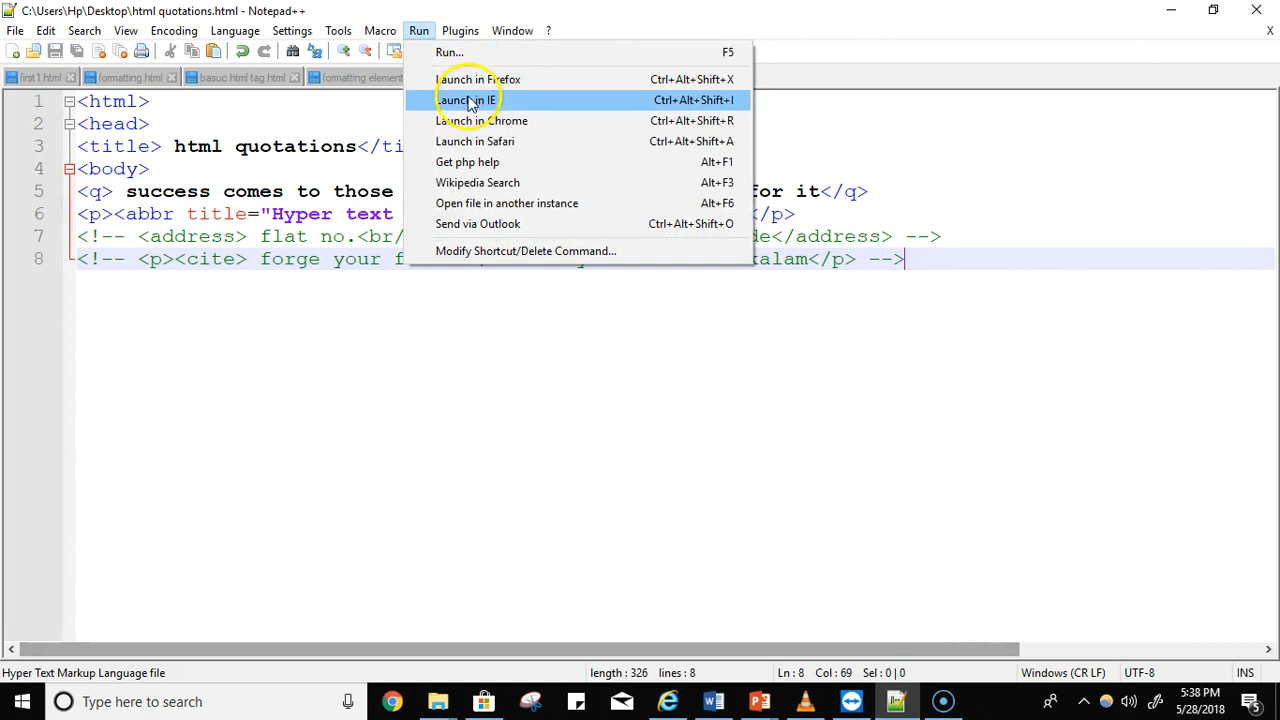 C:\Users\Hp\Desktop\html quotations.html - Notepad++
File Edit Search View Encoding Language Settings Tools Macro Run Plugins Window ? X
first 1.html formatting html basuc html tag html formatting element
Run... F5
Launch in Firefox Ctrl+Alt+Shift+X
Launch in IE Ctrl+Alt+Shift+I
Launch in Chrome Ctrl+Alt+Shift+R
Launch in Safari Ctrl+Alt+Shift+A
Get php help Alt+F1
Wikipedia Search Alt+F3
Open file in another instance Alt+F6
Send via Outlook Ctrl+Alt+Shift+O
Modify Shortcut/Delete Command...
1 <html>
2 <head>
3 <title> html quotations</ti
4 <body>
5 <q> success comes to those for it</q>
6 <p><abbr title="Hyper text </p>
7 <!-- <address> flat no.<br/ de</address> -->
8 <!-- <p><cite> forge your f kalam</p> -->
Hyper Text Markup Language file length : 326 lines : 8 Ln : 8 Col : 69 Sel : 0 | 0 Windows (CR LF) UTF-8 INS
Type here to search
5:38 PM
5/28/2018
5